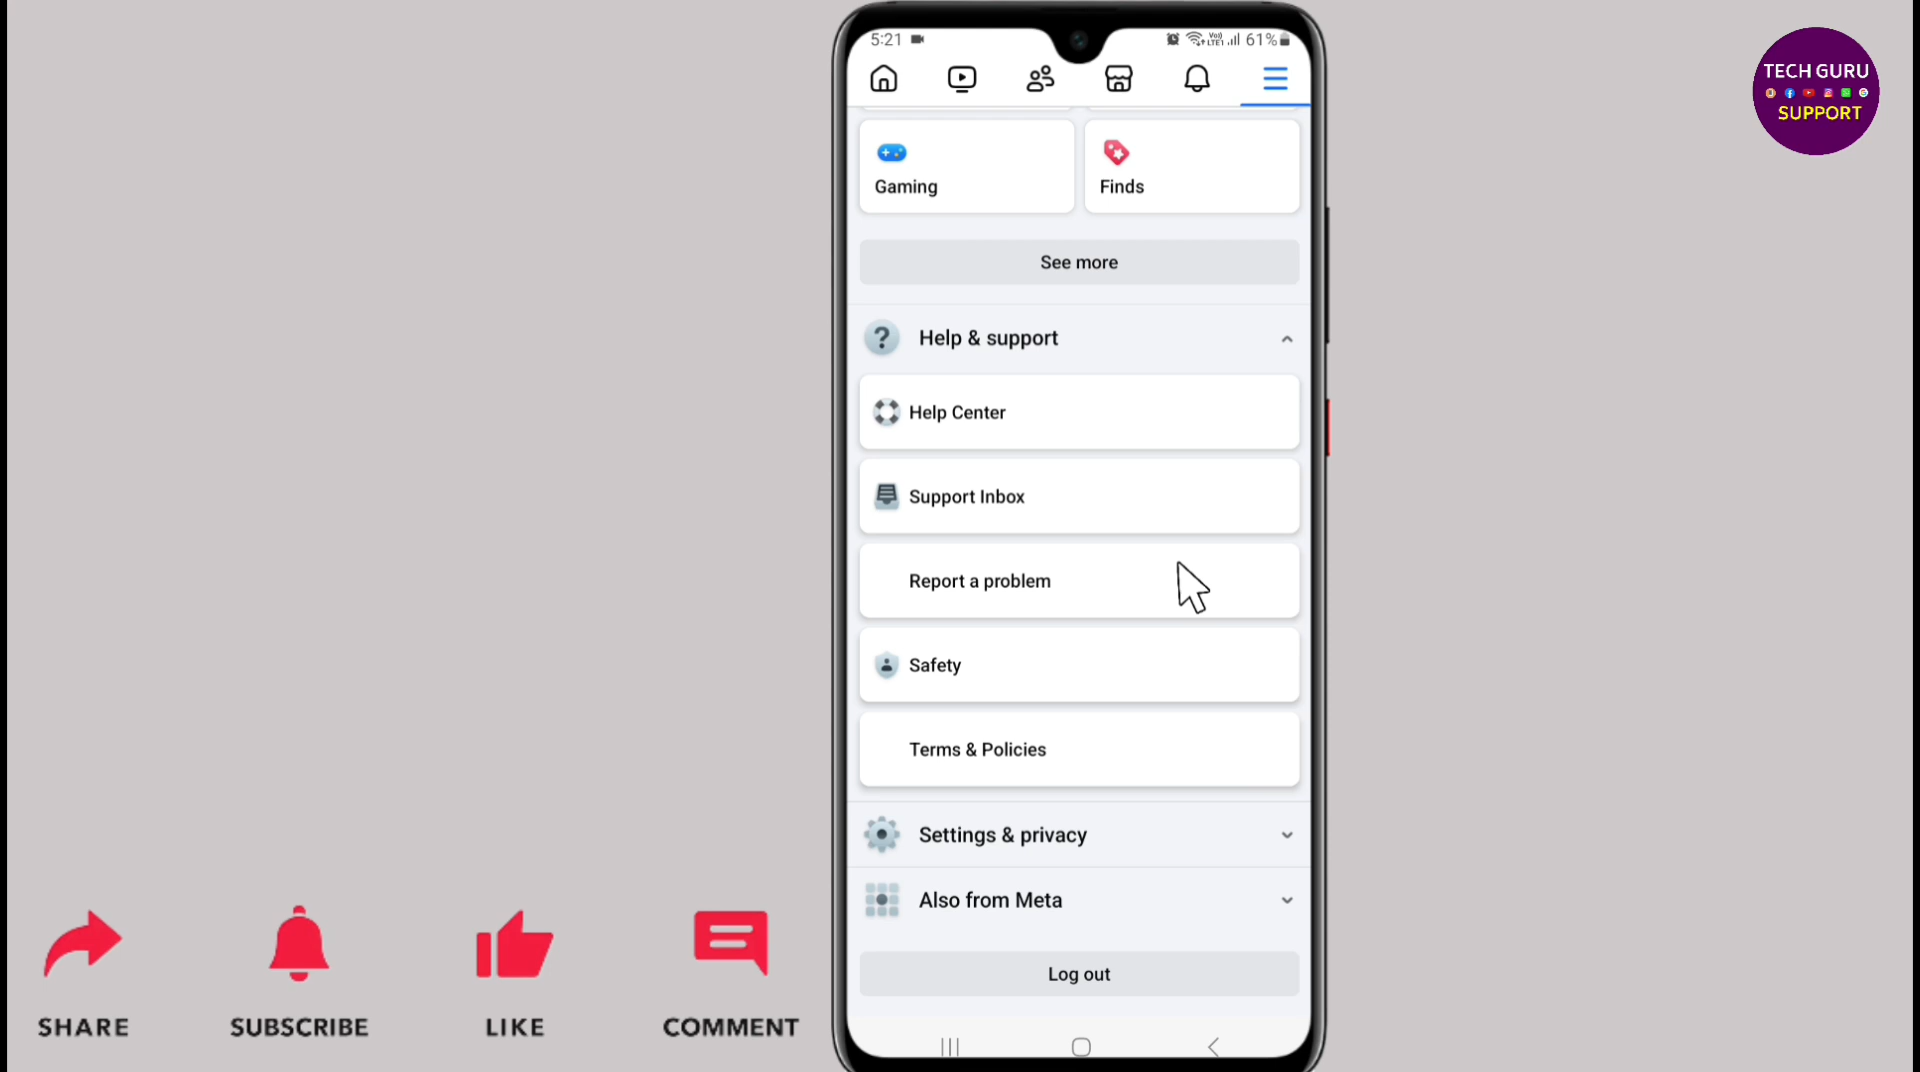 5:21
61%
TECH GURU
SUPPORT
Gaming
Finds
See more
Help & support
Help Center
Support Inbox
Report a problem
Safety
Terms & Policies
Settings & privacy
Also from Meta
Log out
SHARE
SUBSCRIBE
LIKE
COMMENT